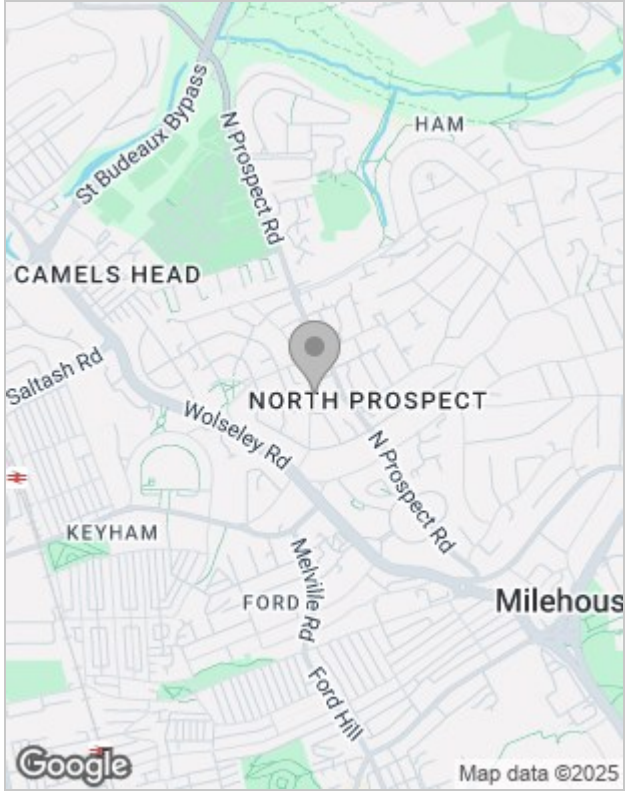 St Budeaux Bypass
N Prospect Rd
HAM
CAMELS HEAD
Saltash Rd
NORTH PROSPECT
Wolseley Rd
N Prospect Rd
KEYHAM
Melville Rd
FORD
Milehous
Ford Hill
Google
Map data ©2025